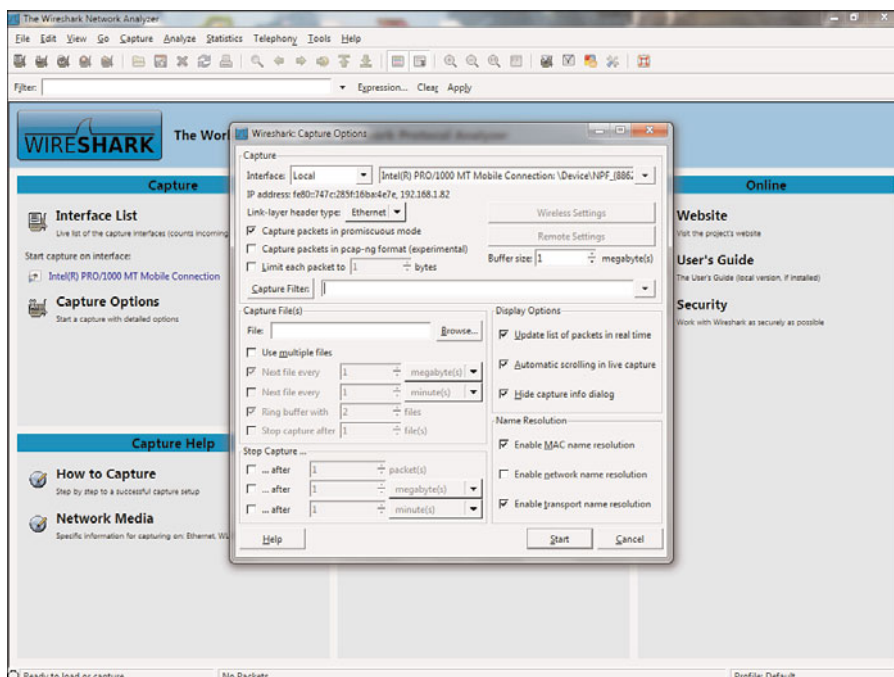 The Wireshark Network Analyzer
File Edit View Go Capture Analyze Statistics Telephony Tools Help
Filter: Expression... Clear Apply
WIRESHARK
The Wor
Capture
Interface List
Live list of the capture interfaces (counts incoming
Start capture on interface:
Intel(R) PRO/1000 MT Mobile Connection
Capture Options
Start a capture with detailed options
Capture Help
How to Capture
Step by step to a successful capture setup
Network Media
Specific information for capturing on: Ethernet, WL
Wireshark: Capture Options
Capture
Interface: Local Intel(R) PRO/1000 MT Mobile Connection: \Device\NPF_{886
IP address: fe80::747c:285f:16ba:4e7e, 192.168.1.82
Link-layer header type: Ethernet
Wireless Settings
Capture packets in promiscuous mode
Remote Settings
Capture packets in pcap-ng format (experimental)
Limit each packet to 1 bytes
Buffer size: 1 megabyte(s)
Capture Filter:
Capture File(s)
File: Browse...
Use multiple files
Next file every 1 megabyte(s)
Next file every 1 minute(s)
Ring buffer with 2 files
Stop capture after 1 file(s)
Stop Capture ...
... after 1 packet(s)
... after 1 megabyte(s)
... after 1 minute(s)
Display Options
Update list of packets in real time
Automatic scrolling in live capture
Hide capture info dialog
Name Resolution
Enable MAC name resolution
Enable network name resolution
Enable transport name resolution
Help Start Cancel
Online
Website
Visit the project's website
User's Guide
The User's Guide (local version, if installed)
Security
Work with Wireshark as securely as possible
Ready to load or capture
No Packets
Profile: Default